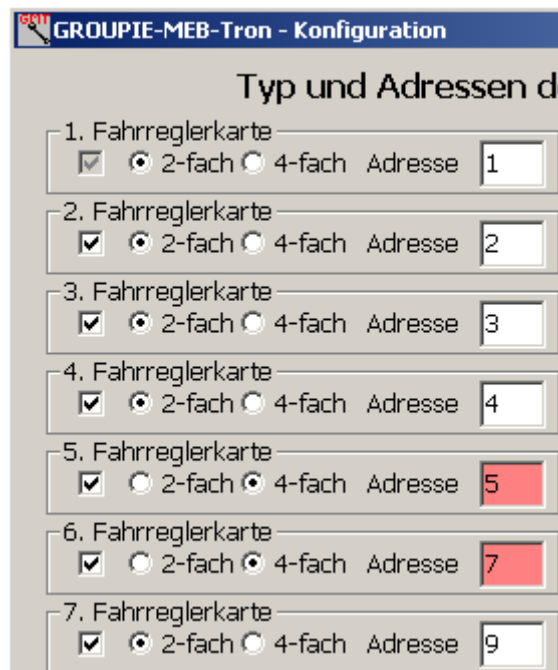 GMT GROUPIE-MEB-Tron - Konfiguration
Typ und Adressen d
1. Fahrreglerkarte
2-fach 4-fach Adresse 1
2. Fahrreglerkarte
2-fach 4-fach Adresse 2
3. Fahrreglerkarte
2-fach 4-fach Adresse 3
4. Fahrreglerkarte
2-fach 4-fach Adresse 4
5. Fahrreglerkarte
2-fach 4-fach Adresse 5
6. Fahrreglerkarte
2-fach 4-fach Adresse 7
7. Fahrreglerkarte
2-fach 4-fach Adresse 9